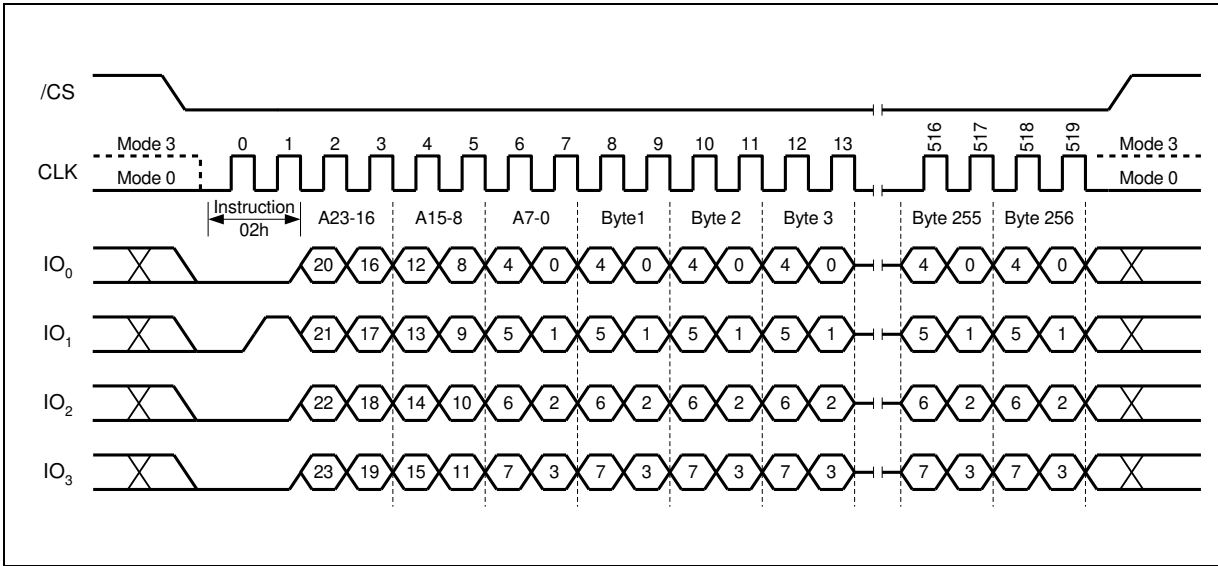 /CS
Mode 3 0 1 2 3 4 5 6 7 8 9 10 11 12 13 516 517 518 519 Mode 3
CLK
Mode 0 Mode 0
Instruction 02h A23-16 A15-8 A7-0 Byte1 Byte 2 Byte 3 Byte 255 Byte 256
IO0 20 16 12 8 4 0 4 0 4 0 4 0 4 0 4 0
IO1 21 17 13 9 5 1 5 1 5 1 5 1 5 1 5 1
IO2 22 18 14 10 6 2 6 2 6 2 6 2 6 2 6 2
IO3 23 19 15 11 7 3 7 3 7 3 7 3 7 3 7 3